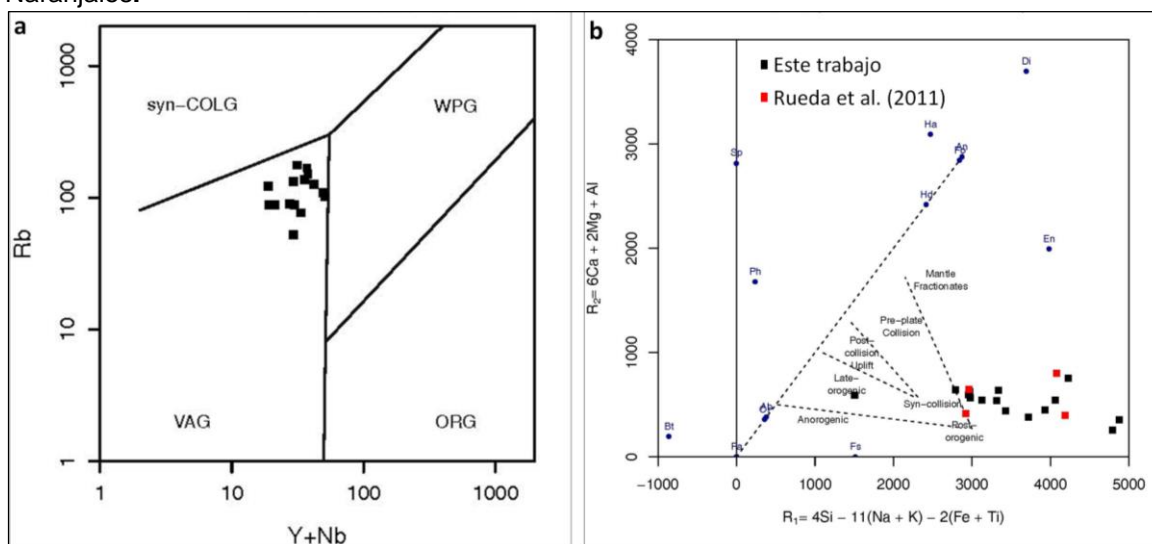 Naranjales.
a
1000
100
10
1
Rb
syn-COLG
WPG
VAG
ORG
1
10
100
1000
Y+Nb
b
4000
3000
2000
1000
0
R2= 6Ca + 2Mg + Al
Este trabajo
Rueda et al. (2011)
Di
Ha
An
Sp
Hd
En
Ph
Mantle
Fractionates
Pre-plate
Collision
Post-
collision
Uplift
Late-
orogenic
Syn-collision
Anorogenic
Post-
orogenic
Bt
Fa
Fs
−1000
0
1000
2000
3000
4000
5000
R1= 4Si − 11(Na + K) − 2(Fe + Ti)